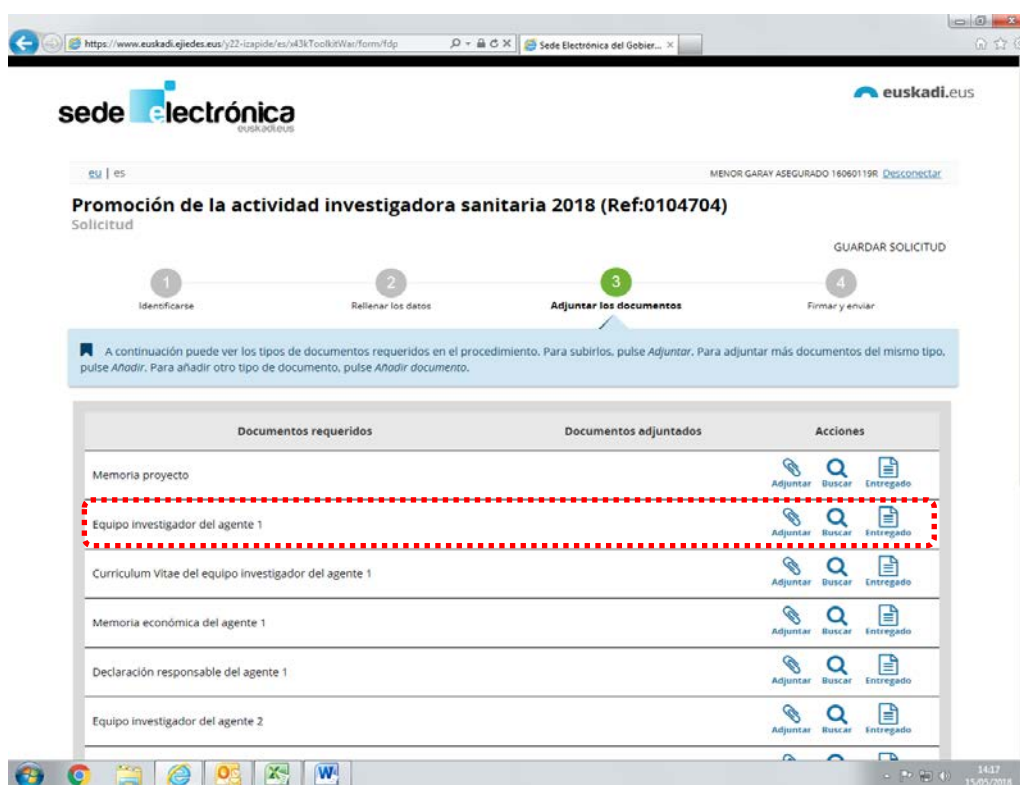 https://www.euskadi.ejiedes.eus/y22-izapide/es/x43kToolkitWar/form/fdp
Sede Electrónica del Gobier...
sede electrónica
euskadi.eus
euskadi.eus
eu | es
MENOR GARAY ASEGURADO 16060119R Desconectar
Promoción de la actividad investigadora sanitaria 2018 (Ref:0104704)
Solicitud
GUARDAR SOLICITUD
1 2 3 4
Identificarse Rellenar los datos Adjuntar los documentos Firmar y enviar
A continuación puede ver los tipos de documentos requeridos en el procedimiento. Para subirlos, pulse Adjuntar. Para adjuntar más documentos del mismo tipo,
pulse Añadir. Para añadir otro tipo de documento, pulse Añadir documento.
Documentos requeridos Documentos adjuntados Acciones
Memoria proyecto
Adjuntar Buscar Entregado
Equipo investigador del agente 1
Adjuntar Buscar Entregado
Curriculum Vitae del equipo investigador del agente 1
Adjuntar Buscar Entregado
Memoria económica del agente 1
Adjuntar Buscar Entregado
Declaración responsable del agente 1
Adjuntar Buscar Entregado
Equipo investigador del agente 2
Adjuntar Buscar Entregado
14:17
15/05/2018